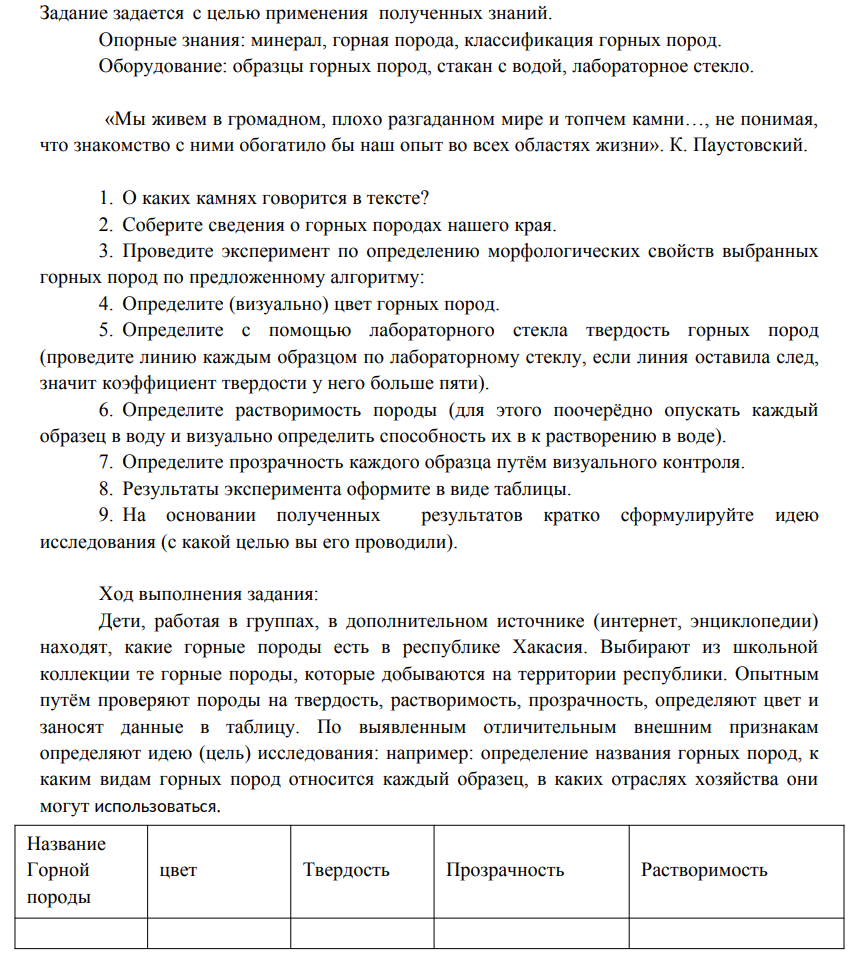 Задание задается с целью применения полученных знаний.
Опорные знания: минерал, горная порода, классификация горных пород.
Оборудование: образцы горных пород, стакан с водой, лабораторное стекло.
«Мы живем в громадном, плохо разгаданном мире и топчем камни…, не понимая,
что знакомство с ними обогатило бы наш опыт во всех областях жизни». К. Паустовский.
1. О каких камнях говорится в тексте?
2. Соберите сведения о горных породах нашего края.
3. Проведите эксперимент по определению морфологических свойств выбранных
горных пород по предложенному алгоритму:
4. Определите (визуально) цвет горных пород.
5. Определите с помощью лабораторного стекла твердость горных пород
(проведите линию каждым образцом по лабораторному стеклу, если линия оставила след,
значит коэффициент твердости у него больше пяти).
6. Определите растворимость породы (для этого поочерёдно опускать каждый
образец в воду и визуально определить способность их в к растворению в воде).
7. Определите прозрачность каждого образца путём визуального контроля.
8. Результаты эксперимента оформите в виде таблицы.
9. На основании полученных результатов кратко сформулируйте идею
исследования (с какой целью вы его проводили).
Ход выполнения задания:
Дети, работая в группах, в дополнительном источнике (интернет, энциклопедии)
находят, какие горные породы есть в республике Хакасия. Выбирают из школьной
коллекции те горные породы, которые добываются на территории республики. Опытным
путём проверяют породы на твердость, растворимость, прозрачность, определяют цвет и
заносят данные в таблицу. По выявленным отличительным внешним признакам
определяют идею (цель) исследования: например: определение названия горных пород, к
каким видам горных пород относится каждый образец, в каких отраслях хозяйства они
могут использоваться.
Название
Горной
породы
цвет
Твердость
Прозрачность
Растворимость